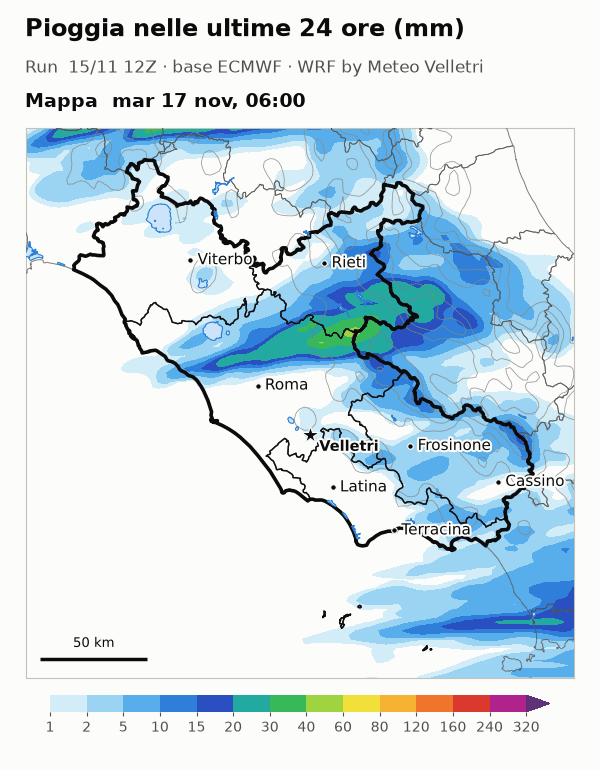 Pioggia nelle ultime 24 ore (mm)
Run  15/11 12Z · base ECMWF · WRF by Meteo Velletri
Mappa  mar 17 nov, 06:00
Viterbo
Rieti
Roma
Velletri
Frosinone
Latina
Cassino
Terracina
50 km
1 2 5 10 15 20 30 40 60 80 120 160 240 320